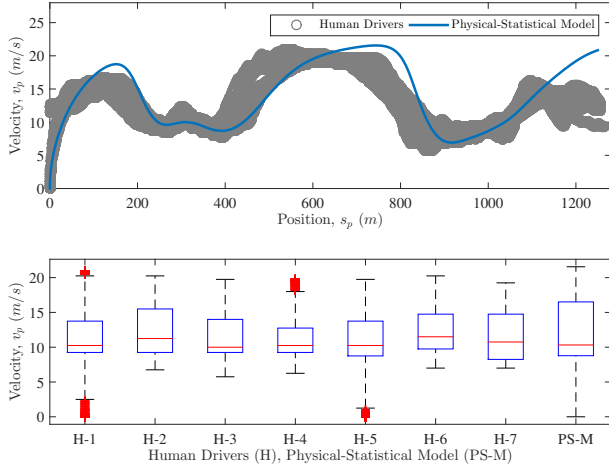 Human Drivers Physical-Statistical Model
25
20
15
10
5
0
Velocity, v_p (m/s)
0 200 400 600 800 1000 1200
Position, s_p (m)
20
15
10
5
0
Velocity, v_p (m/s)
H-1 H-2 H-3 H-4 H-5 H-6 H-7 PS-M
Human Drivers (H), Physical-Statistical Model (PS-M)